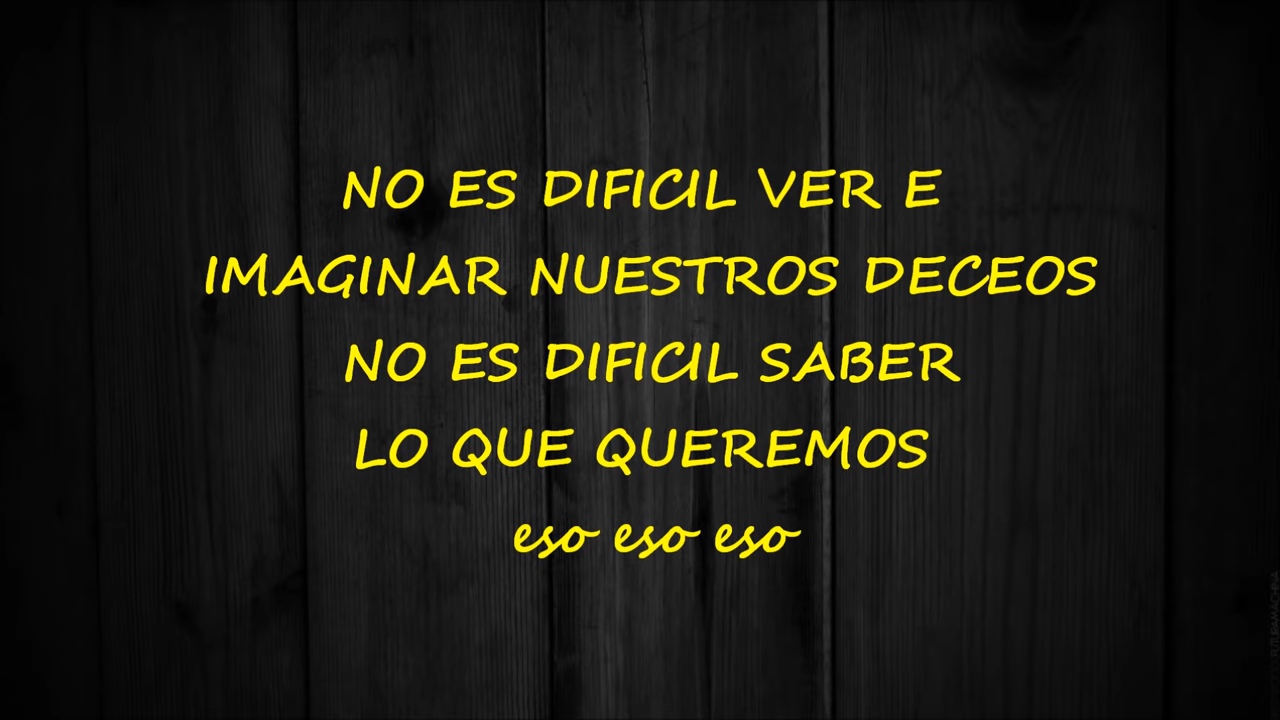 NO ES DIFICIL VER E
IMAGINAR NUESTROS DECEOS
NO ES DIFICIL SABER
LO QUE QUEREMOS
eso eso eso